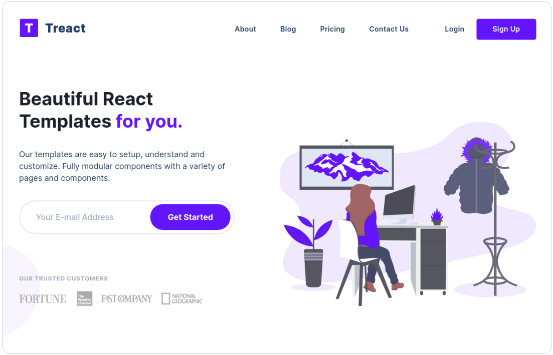 T Treact
About Blog Pricing Contact Us Login Sign Up
Beautiful React
Templates for you.
Our templates are easy to setup, understand and
customize. Fully modular components with a variety of
pages and components.
Your E-mail Address Get Started
OUR TRUSTED CUSTOMERS
FORTUNE FAST COMPANY NATIONAL
GEOGRAPHIC